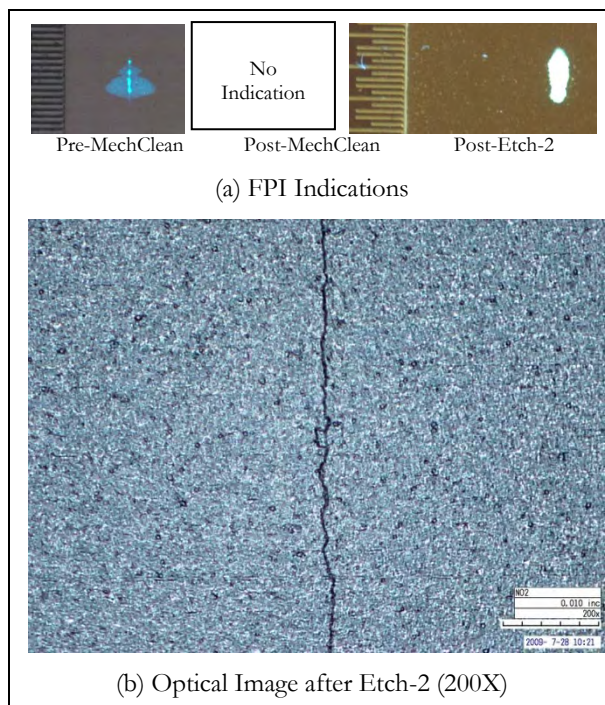 No
Indication
Pre-MechClean
Post-MechClean
Post-Etch-2
(a) FPI Indications
NO2
0.010 inc
200x
2009- 7-28 10:21
(b) Optical Image after Etch-2 (200X)